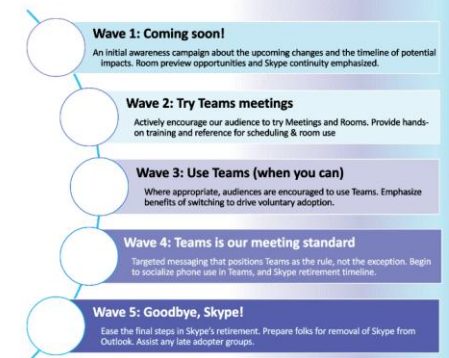 Wave 1: Coming soon!
An initial awareness campaign about the upcoming changes and the timeline of potential
impacts. Room preview opportunities and Skype continuity emphasized.
Wave 2: Try Teams meetings
Actively encourage our audience to try Meetings and Rooms. Provide hands-
on training and reference for scheduling & room use
Wave 3: Use Teams (when you can)
Where appropriate, audiences are encouraged to use Teams. Emphasize
benefits of switching to drive voluntary adoption.
Wave 4: Teams is our meeting standard
Targeted messaging that positions Teams as the rule, not the exception. Begin
to socialize phone use in Teams, and Skype retirement timeline.
Wave 5: Goodbye, Skype!
Ease the final steps in Skype's retirement. Prepare folks for removal of Skype from
Outlook. Assist any late adopter groups.